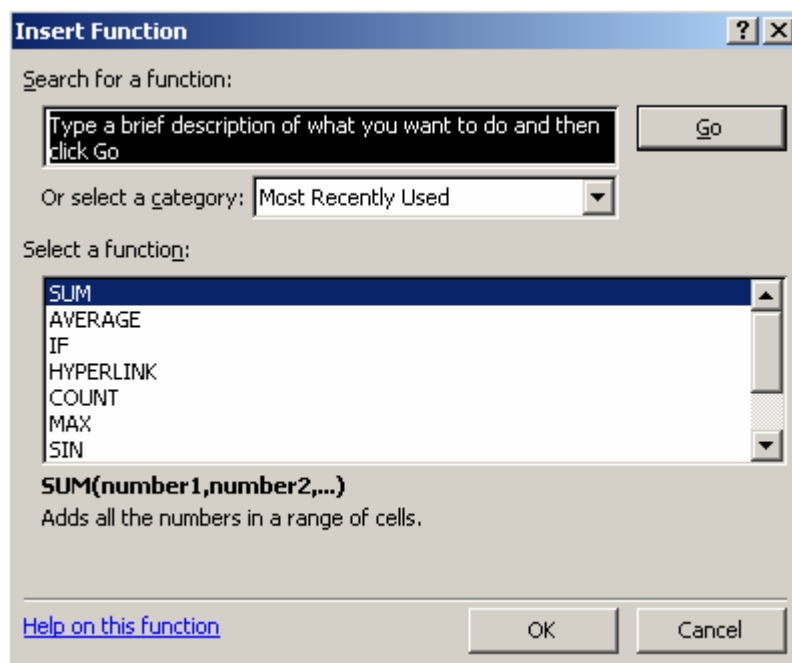 Insert Function
Search for a function:
Type a brief description of what you want to do and then
click Go
Go
Or select a category: Most Recently Used
Select a function:
SUM
AVERAGE
IF
HYPERLINK
COUNT
MAX
SIN
SUM(number1,number2,...)
Adds all the numbers in a range of cells.
Help on this function
OK
Cancel